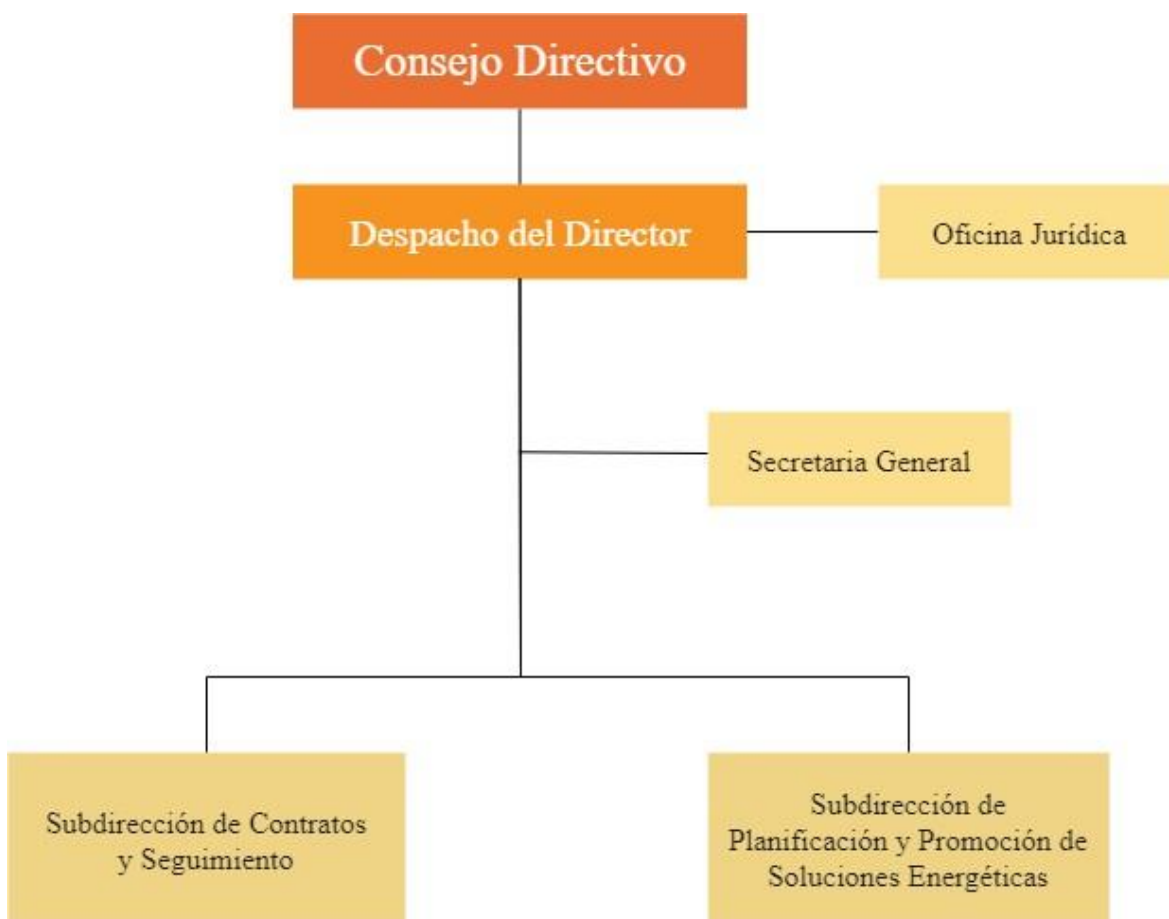 Consejo Directivo
Despacho del Director
Oficina Jurídica
Secretaria General
Subdirección de Contratos
y Seguimiento
Subdirección de
Planificación y Promoción de
Soluciones Energéticas